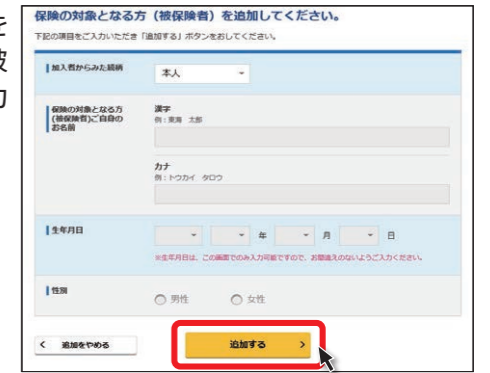 保険の対象となる方（被保険者）を追加してください。
下記の項目をご入力いただき「追加する」ボタンをおしてください。
を
破
力
加入者からみた続柄
本人
保険の対象となる方
(被保険者)ご自身の
お名前
漢字
例：東海 太郎
カナ
例：トウカイ タロウ
生年月日
年 月 日
※生年月日は、この画面でのみ入力可能ですので、お間違えのないようご入力ください。
性別
男性 女性
< 追加をやめる
追加する >